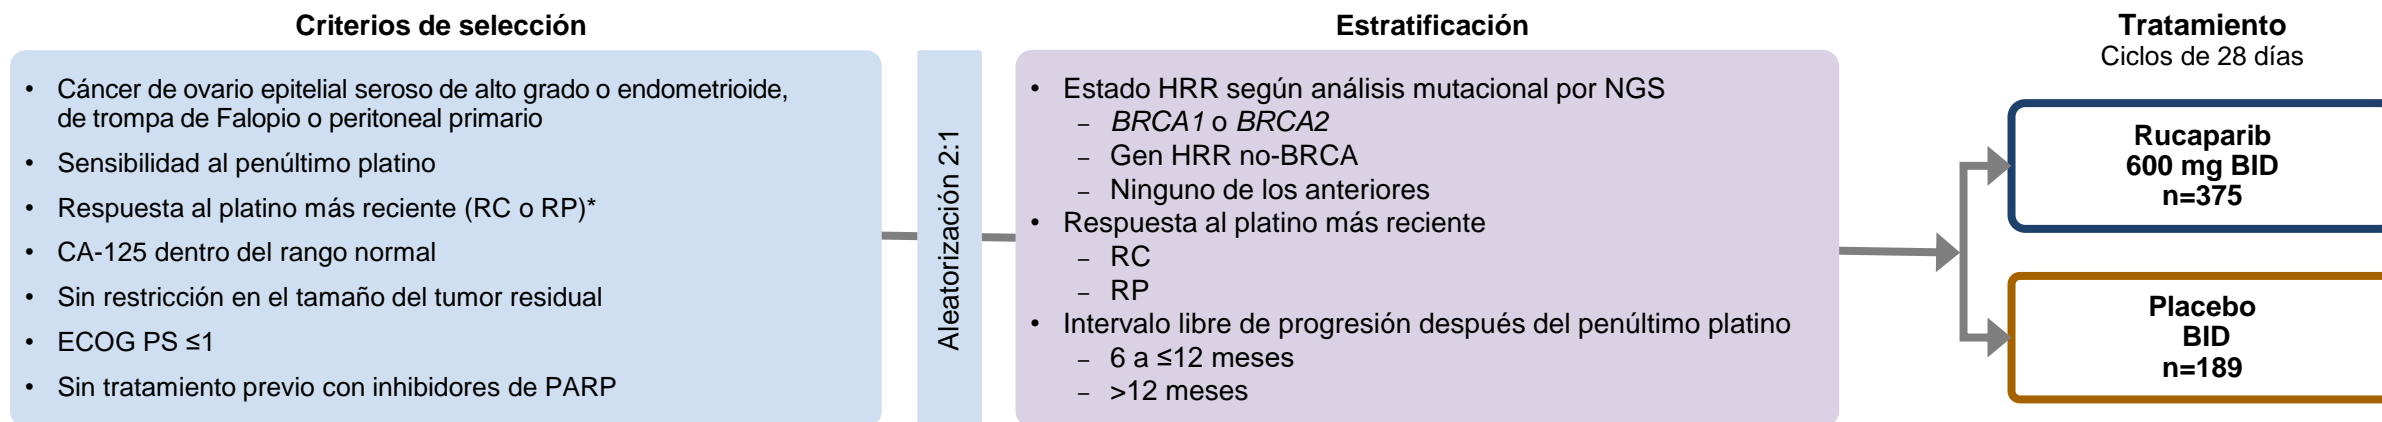 Criterios de selección
• Cáncer de ovario epitelial seroso de alto grado o endometrioide,
de trompa de Falopio o peritoneal primario
• Sensibilidad al penúltimo platino
• Respuesta al platino más reciente (RC o RP)*
• CA-125 dentro del rango normal
• Sin restricción en el tamaño del tumor residual
• ECOG PS ≤1
• Sin tratamiento previo con inhibidores de PARP
Aleatorización 2:1
Estratificación
• Estado HRR según análisis mutacional por NGS
– BRCA1 o BRCA2
– Gen HRR no-BRCA
– Ninguno de los anteriores
• Respuesta al platino más reciente
– RC
– RP
• Intervalo libre de progresión después del penúltimo platino
– 6 a ≤12 meses
– >12 meses
Tratamiento
Ciclos de 28 días
Rucaparib
600 mg BID
n=375
Placebo
BID
n=189